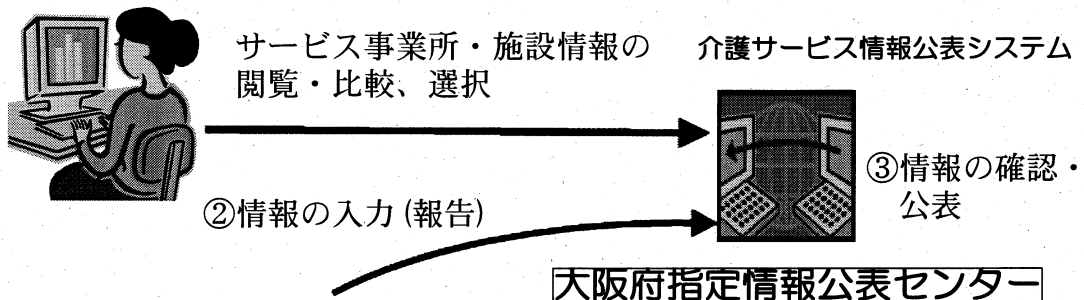 サービス事業所・施設情報の
閲覧・比較、選択
介護サービス情報公表システム
③情報の確認・
公表
②情報の入力(報告)
大阪府指定情報公表センター